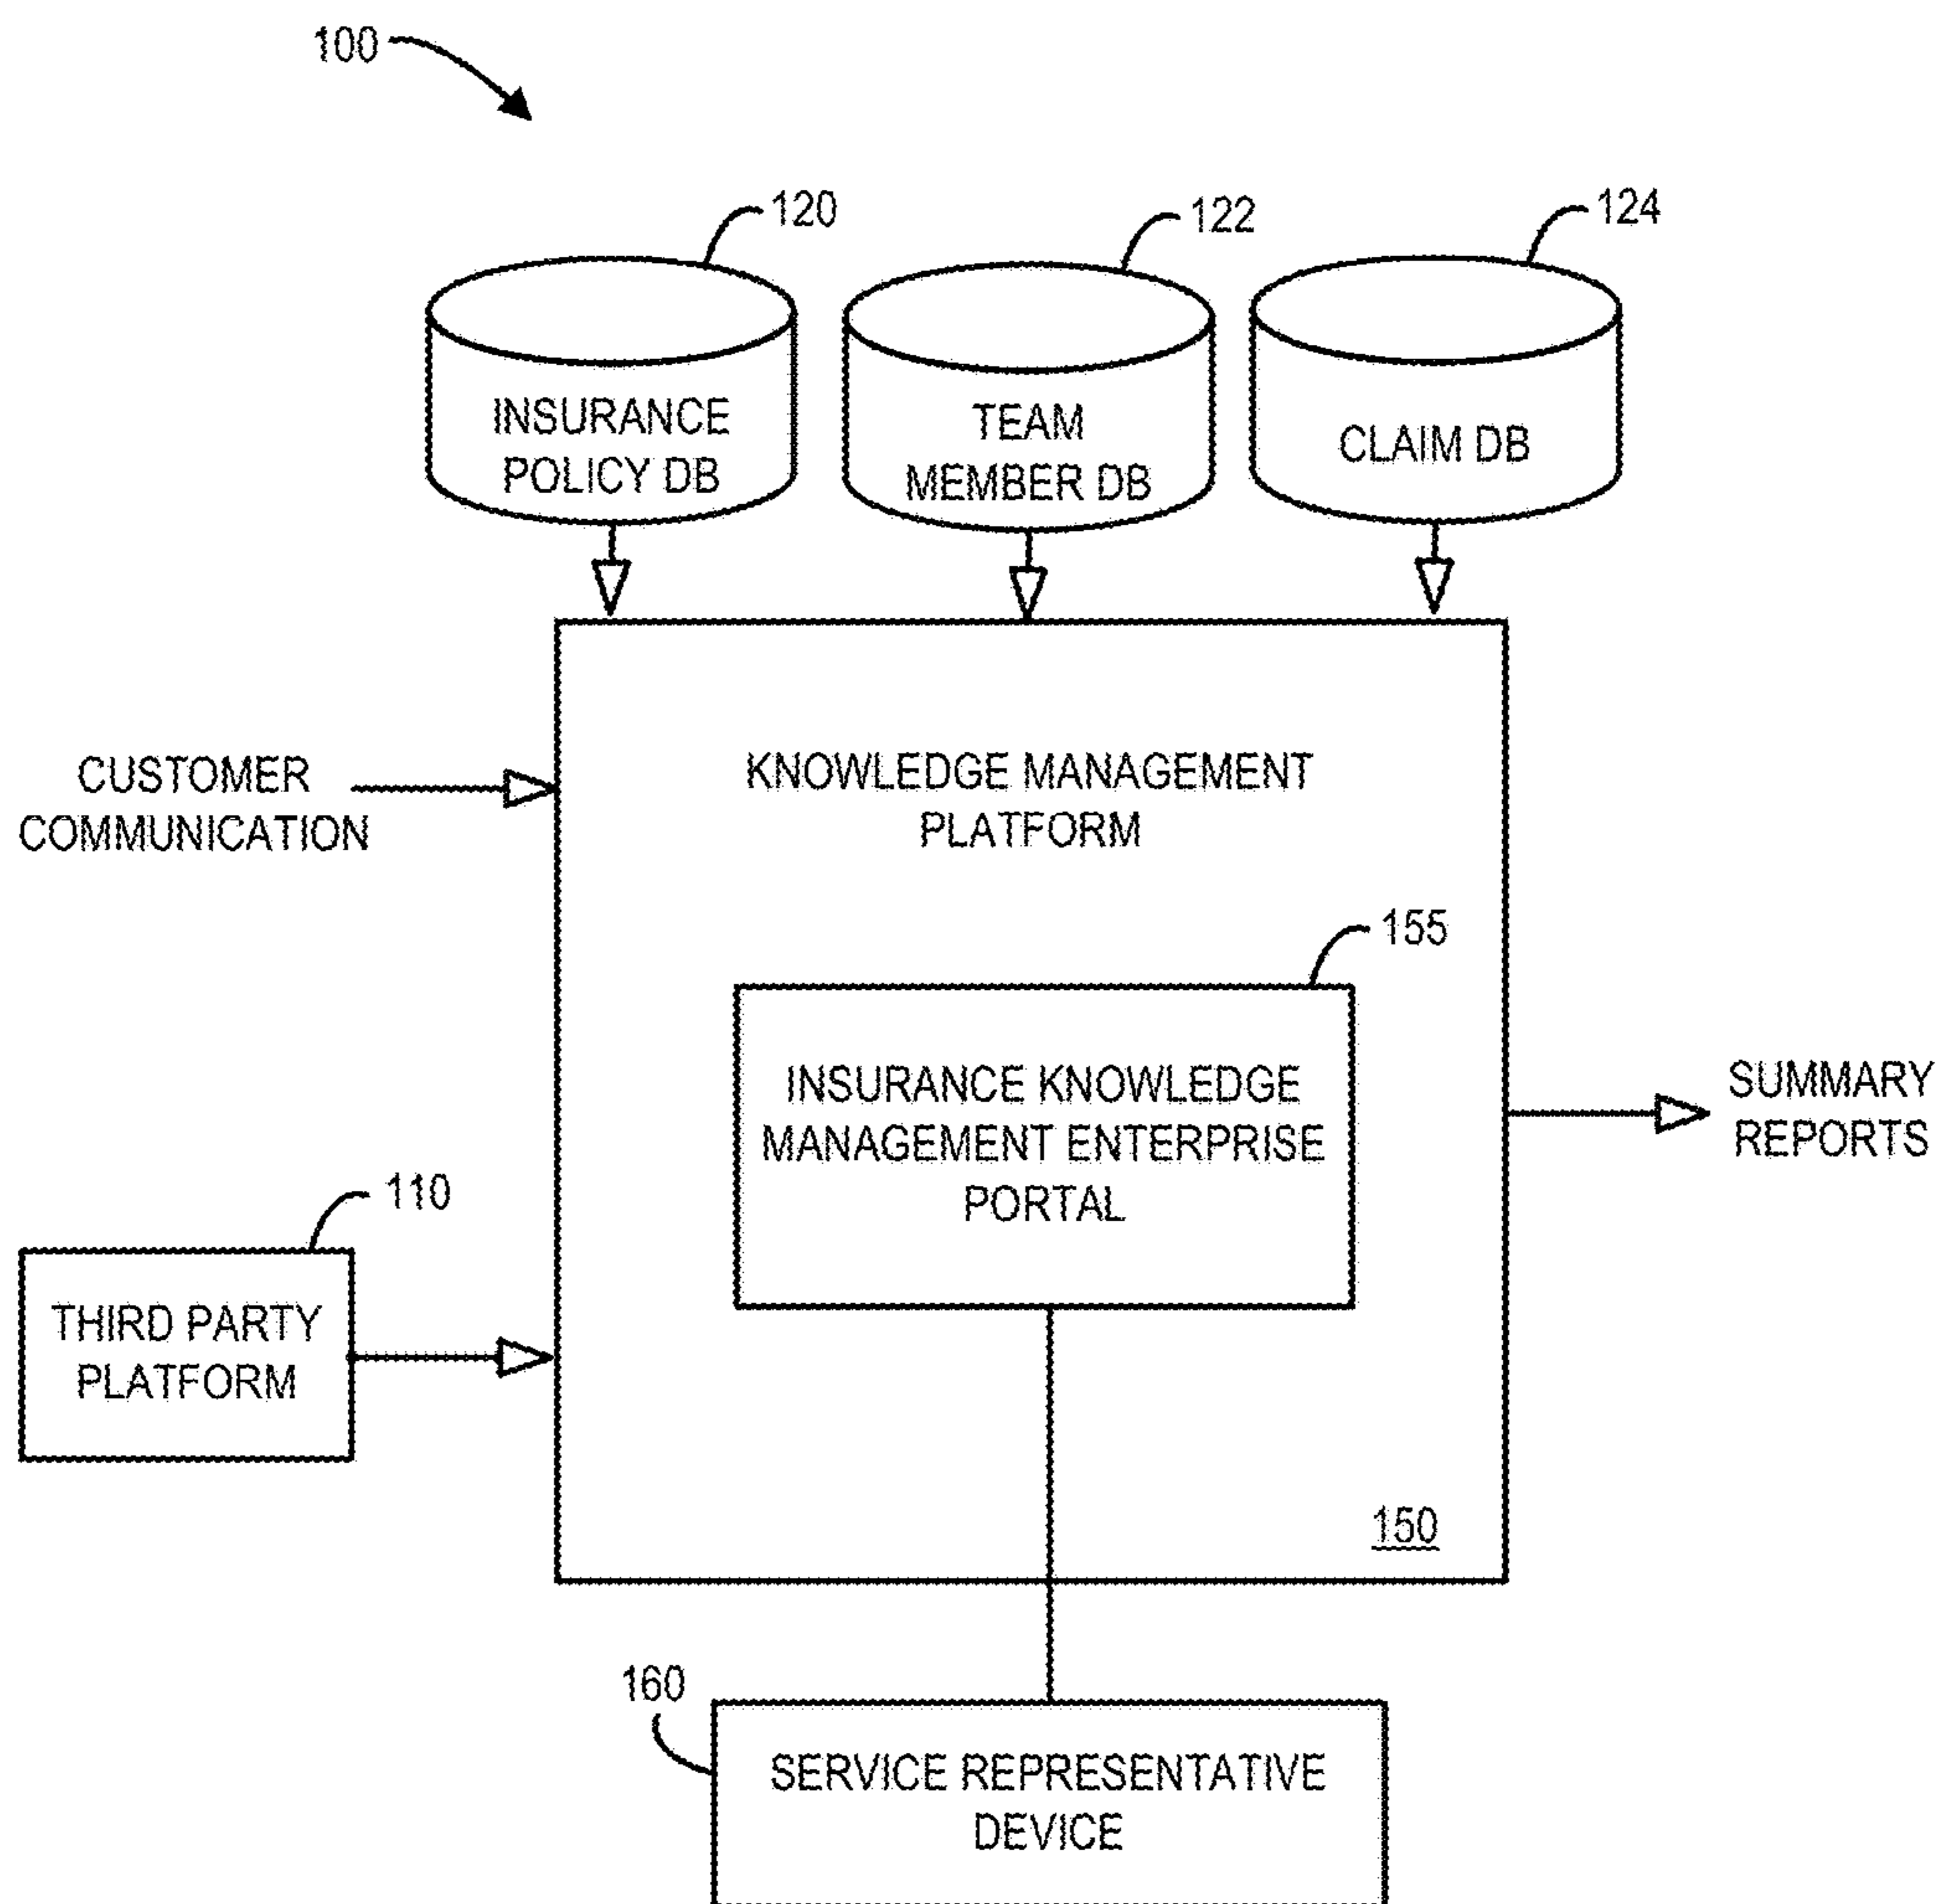 100
120
122
124
INSURANCE
POLICY DB
TEAM
MEMBER DB
CLAIM DB
CUSTOMER
COMMUNICATION
KNOWLEDGE MANAGEMENT
PLATFORM
155
INSURANCE KNOWLEDGE
MANAGEMENT ENTERPRISE
PORTAL
SUMMARY
REPORTS
110
THIRD PARTY
PLATFORM
150
160
SERVICE REPRESENTATIVE
DEVICE